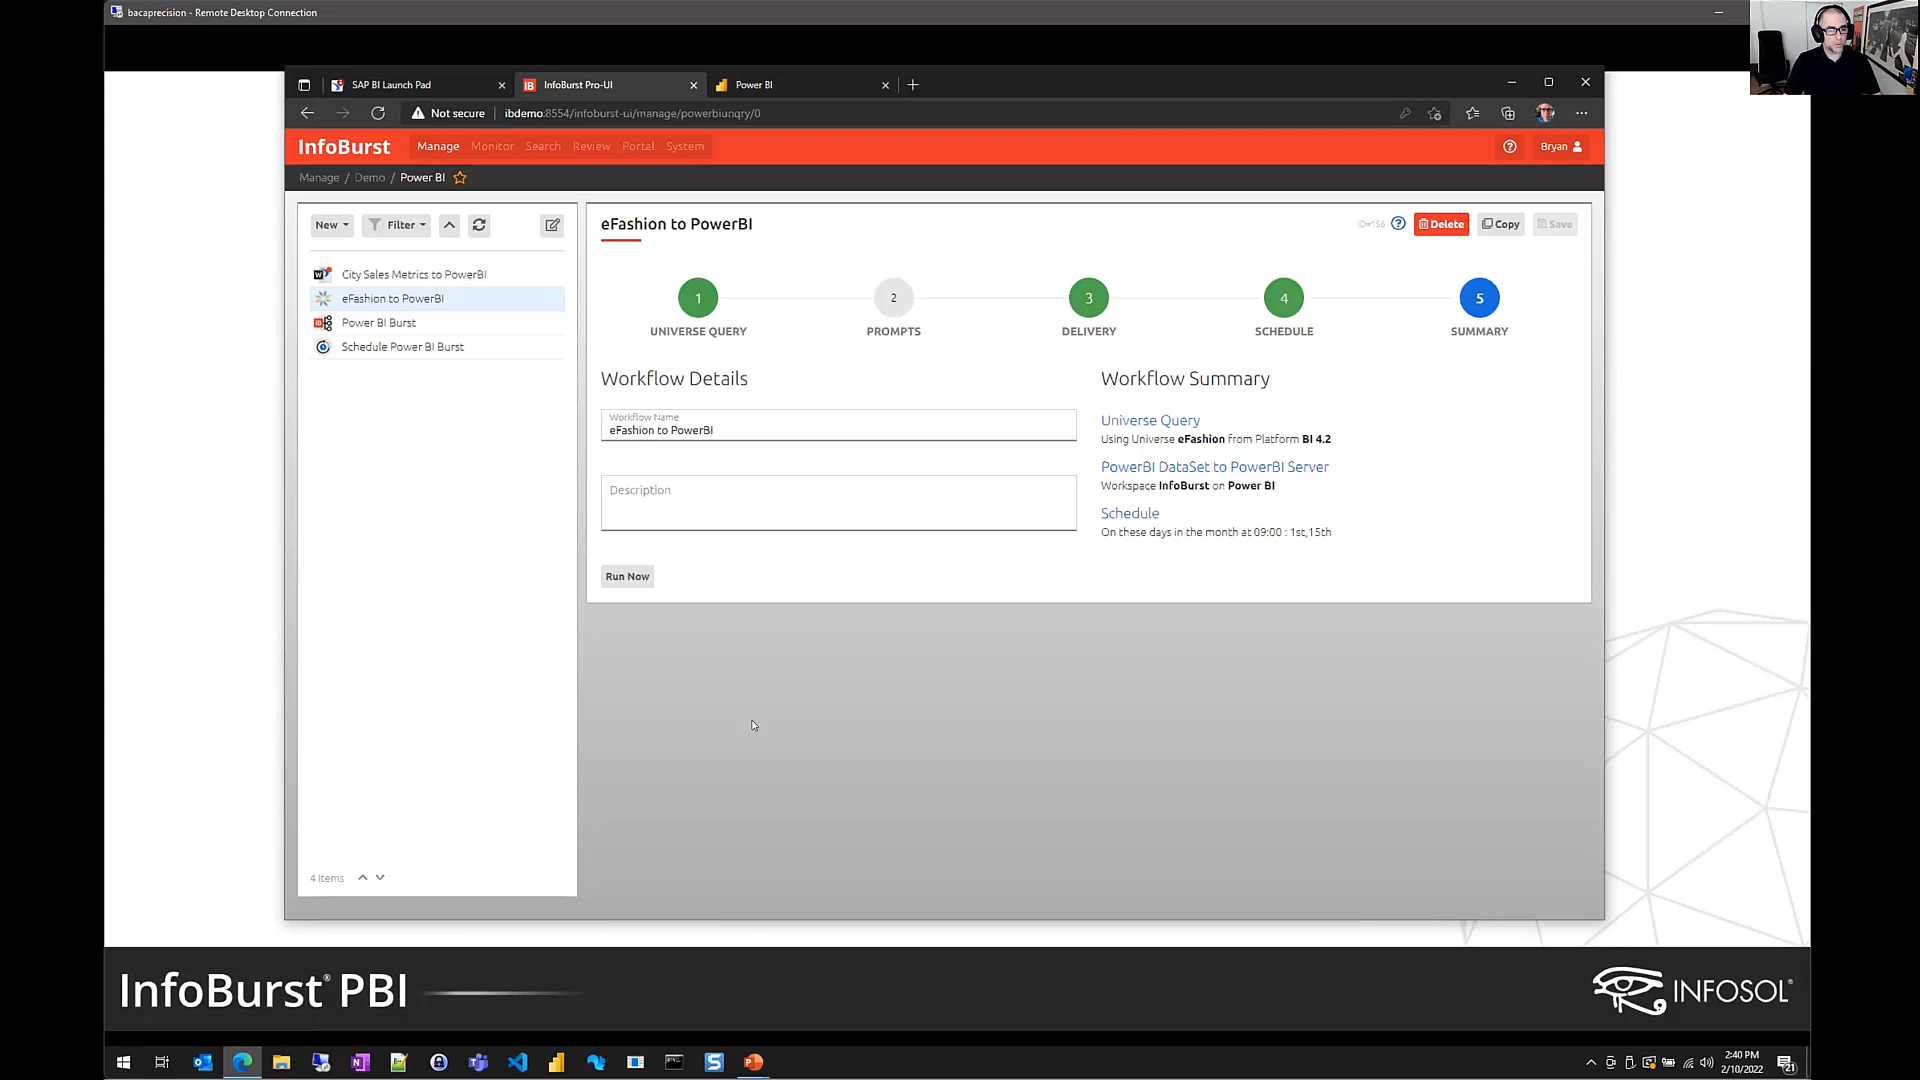 bacaprecision - Remote Desktop Connection
SAP BI Launch Pad
InfoBurst Pro-UI
Power BI
Not secure
ibdemo:8554/infoburst-ui/manage/powerbiunqry/0
InfoBurst
Manage Monitor Search Review Portal System
Bryan
Manage / Demo / Power BI
New
Filter
City Sales Metrics to PowerBI
eFashion to PowerBI
Power BI Burst
Schedule Power BI Burst
4 Items
eFashion to PowerBI
ID=156
Delete
Copy
Save
1 2 3 4 5
UNIVERSE QUERY PROMPTS DELIVERY SCHEDULE SUMMARY
Workflow Details
Workflow Name
eFashion to PowerBI
Description
Run Now
Workflow Summary
Universe Query
Using Universe eFashion from Platform BI 4.2
PowerBI DataSet to PowerBI Server
Workspace InfoBurst on Power BI
Schedule
On these days in the month at 09:00 : 1st,15th
InfoBurst® PBI
INFOSOL®
2:40 PM
2/10/2022
21